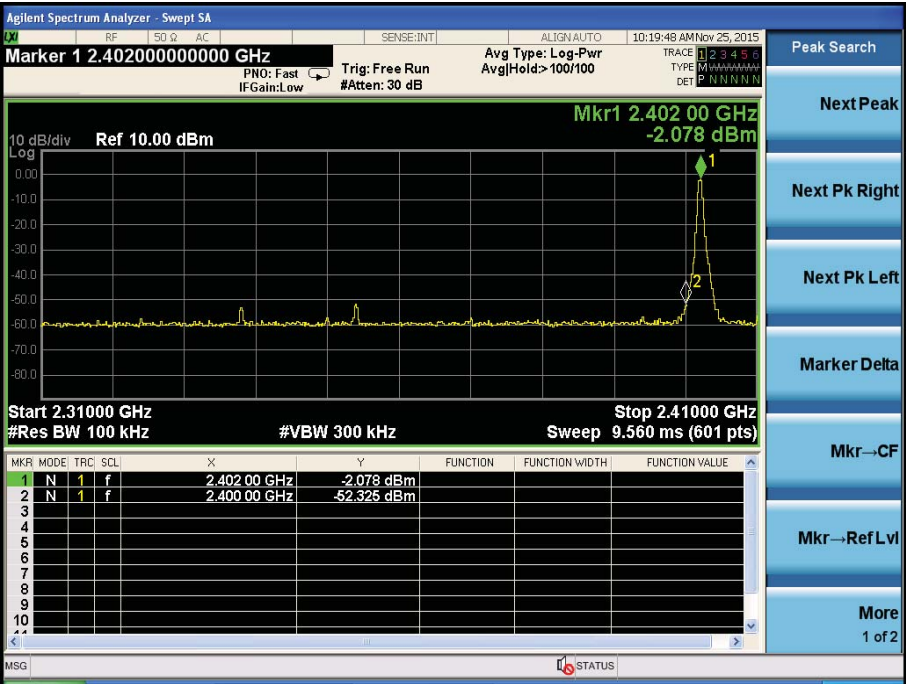 Agilent Spectrum Analyzer - Swept SA
LXI RF 50 Ω AC SENSE:INT ALIGN AUTO 10:19:48 AM Nov 25, 2015
Marker 1 2.402000000000 GHz
PNO: Fast
IFGain:Low
Trig: Free Run
#Atten: 30 dB
Avg Type: Log-Pwr
Avg|Hold:>100/100
TRACE 1 2 3 4 5 6
TYPE M
DET P N N N N N
Peak Search
Next Peak
Next Pk Right
Next Pk Left
Marker Delta
Mkr→CF
Mkr→Ref Lvl
More
1 of 2
Mkr1 2.402 00 GHz
-2.078 dBm
10 dB/div Ref 10.00 dBm
Log
0.00
-10.0
-20.0
-30.0
-40.0
-50.0
-60.0
-70.0
-80.0
1
2
Start 2.31000 GHz Stop 2.41000 GHz
#Res BW 100 kHz #VBW 300 kHz Sweep 9.560 ms (601 pts)
MKR MODE TRC SCL X Y FUNCTION FUNCTION WIDTH FUNCTION VALUE
1 N 1 f 2.402 00 GHz -2.078 dBm
2 N 1 f 2.400 00 GHz -52.325 dBm
3
4
5
6
7
8
9
10
11
MSG STATUS